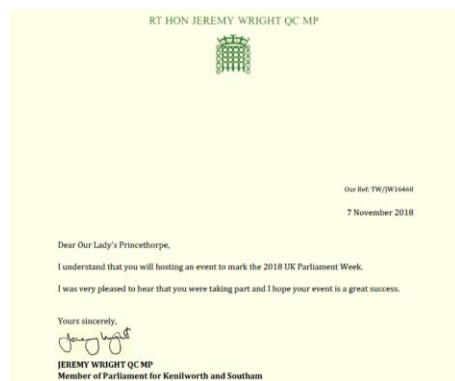 RT HON JEREMY WRIGHT QC MP
Our Ref: TW/JW16460
7 November 2018
Dear Our Lady's Princethorpe,
I understand that you will hosting an event to mark the 2018 UK Parliament Week.
I was very pleased to hear that you were taking part and I hope your event is a great success.
Yours sincerely,
Jeremy Wright
JEREMY WRIGHT QC MP
Member of Parliament for Kenilworth and Southam